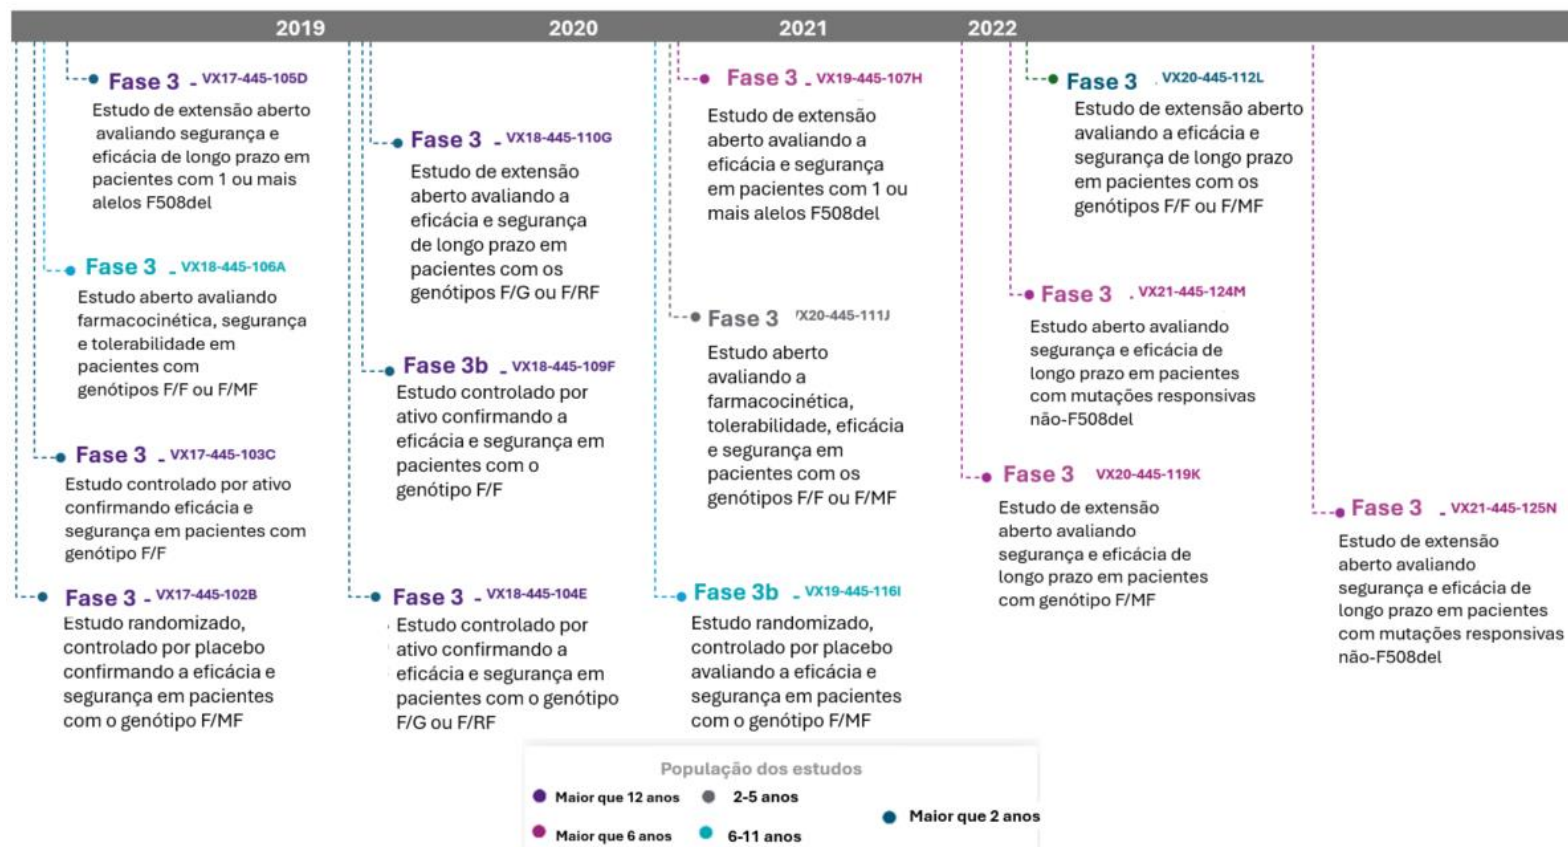 2019 2020 2021 2022
Fase 3 - VX17-445-105D
Estudo de extensão aberto
avaliando segurança e
eficácia de longo prazo em
pacientes com 1 ou mais
alelos F508del
Fase 3 - VX18-445-106A
Estudo aberto avaliando
farmacocinética, segurança
e tolerabilidade em
pacientes com
genótipos F/F ou F/MF
Fase 3 - VX17-445-103C
Estudo controlado por ativo
confirmando eficácia e
segurança em pacientes com
genótipo F/F
Fase 3 - VX17-445-102B
Estudo randomizado,
controlado por placebo
confirmando a eficácia e
segurança em pacientes
com o genótipo F/MF
Fase 3 - VX18-445-110G
Estudo de extensão
aberto avaliando a
eficácia e segurança
de longo prazo em
pacientes com os
genótipos F/G ou F/RF
Fase 3b - VX18-445-109F
Estudo controlado por
ativo confirmando a
eficácia e segurança em
pacientes com o
genótipo F/F
Fase 3 - VX18-445-104E
Estudo controlado por
ativo confirmando a
eficácia e segurança em
pacientes com o genótipo
F/G ou F/RF
Fase 3 - VX19-445-107H
Estudo de extensão
aberto avaliando a
eficácia e segurança
em pacientes com 1 ou
mais alelos F508del
Fase 3 VX20-445-111J
Estudo aberto
avaliando a
farmacocinética,
tolerabilidade, eficácia
e segurança em
pacientes com os
genótipos F/F ou F/MF
Fase 3b - VX19-445-116I
Estudo randomizado,
controlado por placebo
avaliando a eficácia e
segurança em pacientes
com o genótipo F/MF
Fase 3 . VX20-445-112L
Estudo de extensão aberto
avaliando a eficácia e
segurança de longo prazo
em pacientes com os
genótipos F/F ou F/MF
Fase 3 . VX21-445-124M
Estudo aberto avaliando
segurança e eficácia de
longo prazo em pacientes
com mutações responsivas
não-F508del
Fase 3 VX20-445-119K
Estudo de extensão
aberto avaliando
segurança e eficácia de
longo prazo em pacientes
com genótipo F/MF
Fase 3 - VX21-445-125N
Estudo de extensão
aberto avaliando
segurança e eficácia de
longo prazo em pacientes
com mutações responsivas
não-F508del
População dos estudos
Maior que 12 anos
2-5 anos
Maior que 2 anos
Maior que 6 anos
6-11 anos